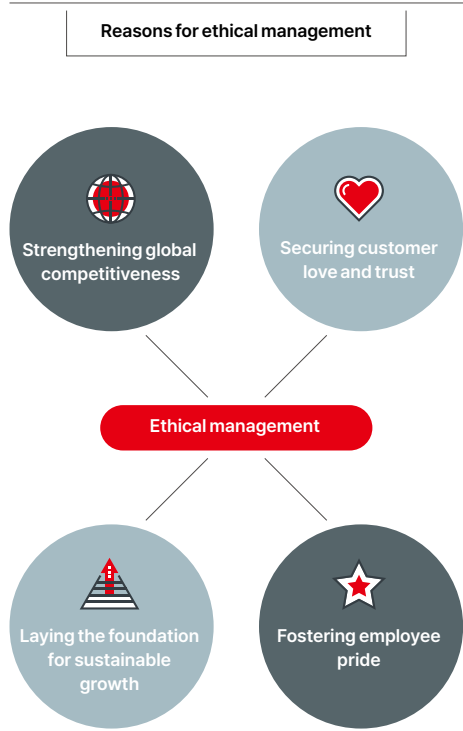 Reasons for ethical management
Strengthening global
competitiveness
Securing customer
love and trust
Ethical management
Laying the foundation
for sustainable
growth
Fostering employee
pride